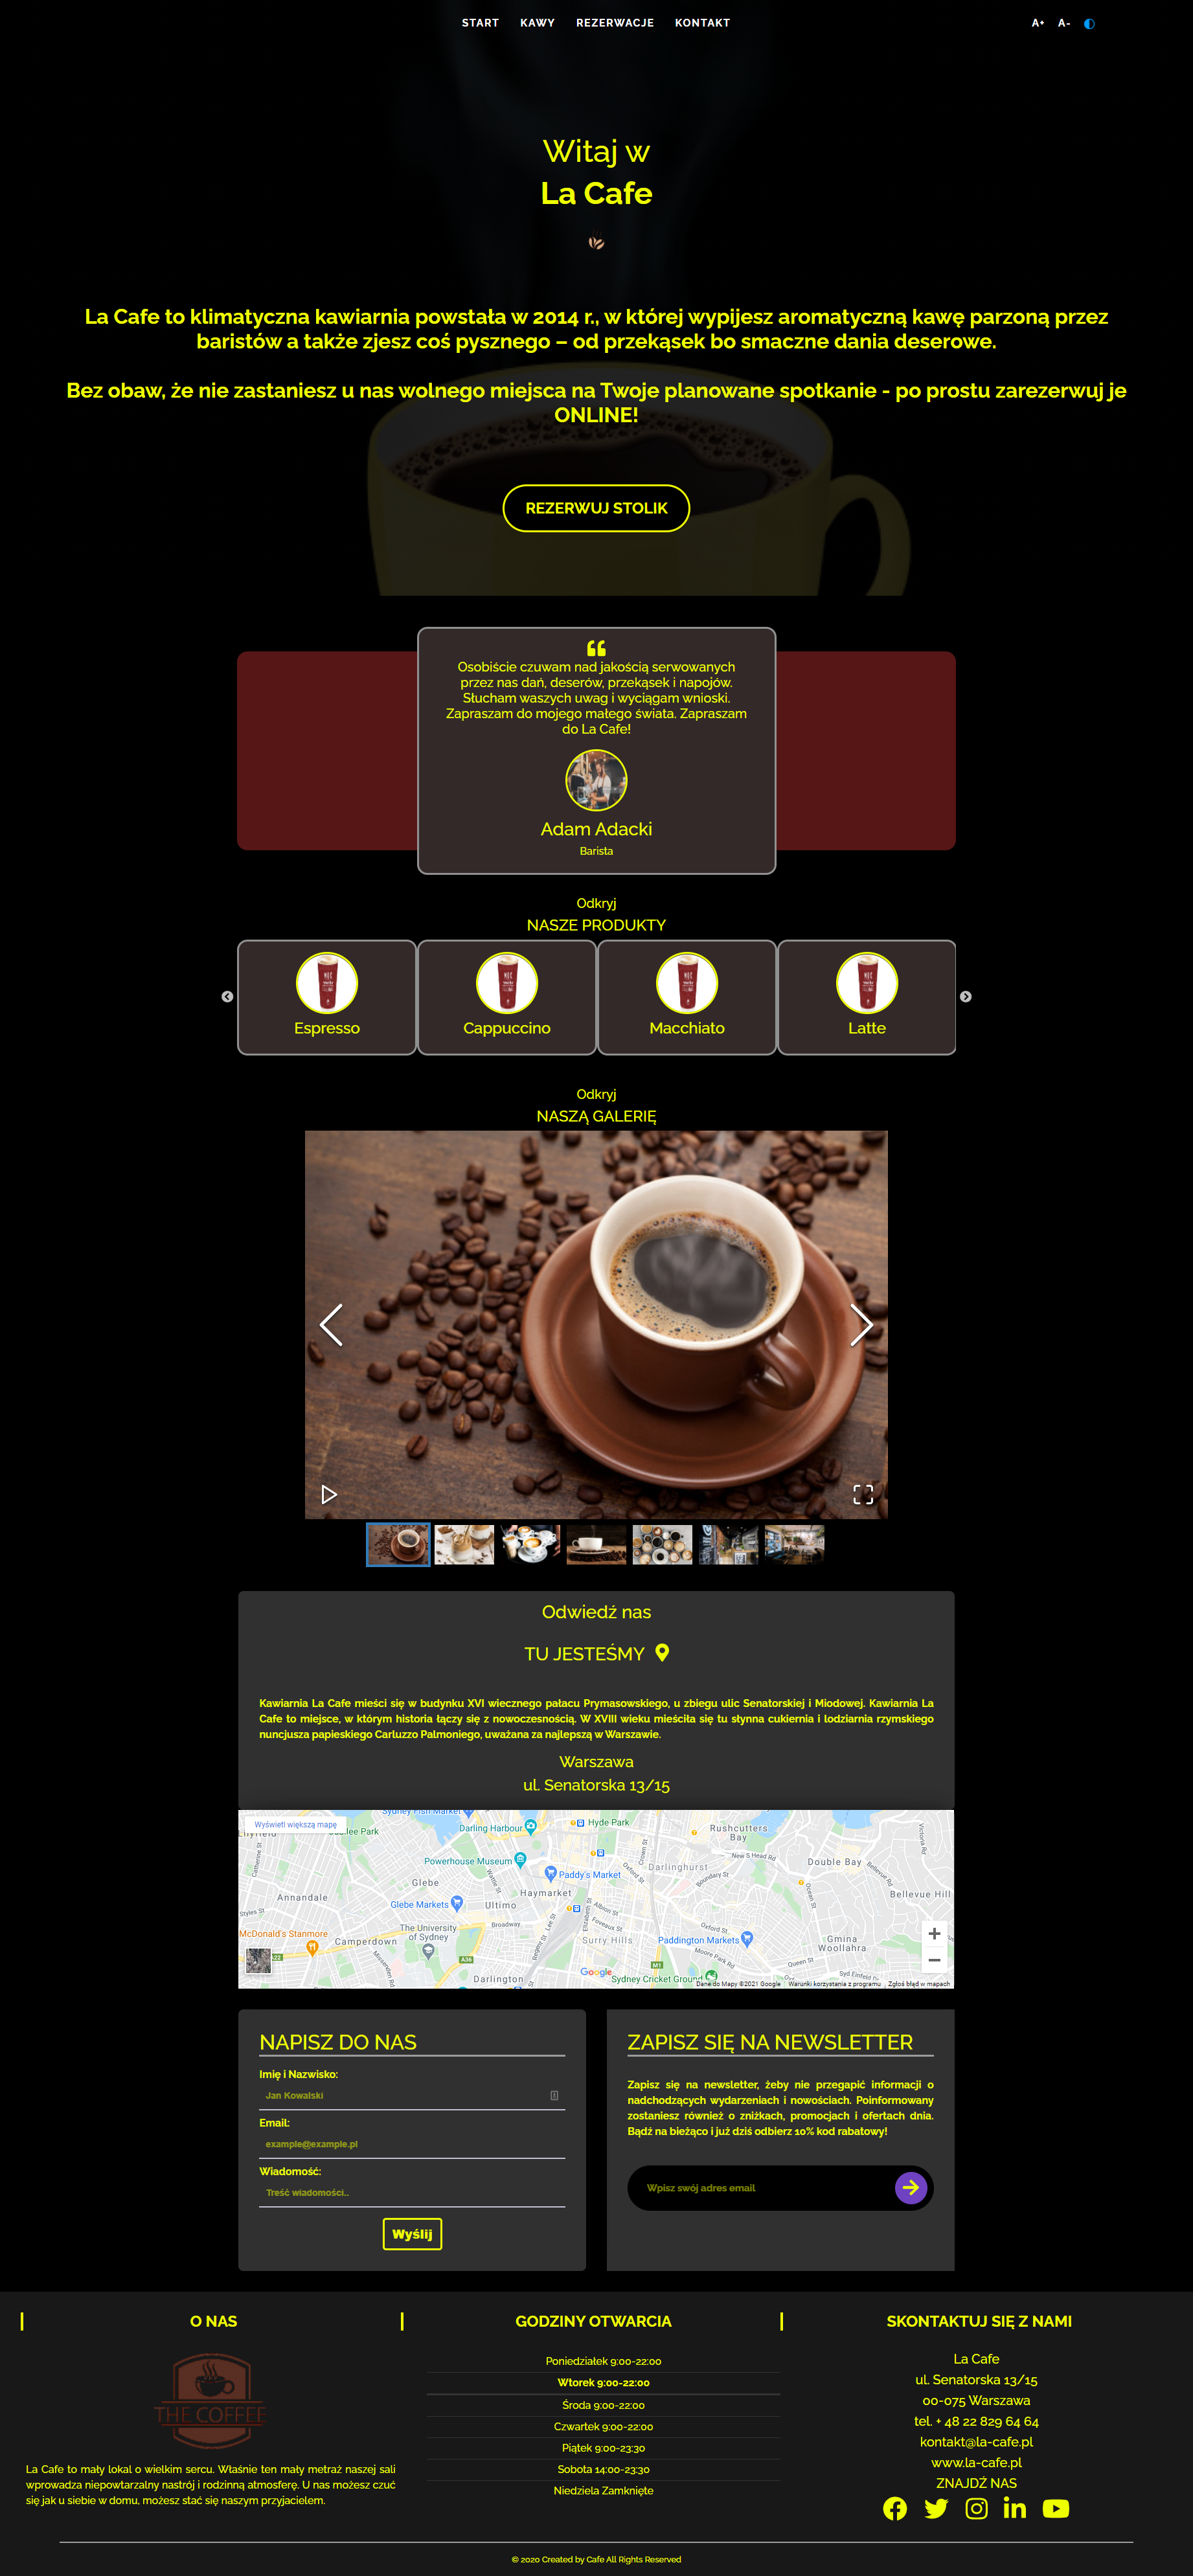 START KAWY REZERWACJE KONTAKT A+ A-
Witaj w
La Cafe
La Cafe to klimatyczna kawiarnia powstała w 2014 r., w której wypijesz aromatyczną kawę parzoną przez
baristów a także zjesz coś pysznego – od przekąsek bo smaczne dania deserowe.
Bez obaw, że nie zastaniesz u nas wolnego miejsca na Twoje planowane spotkanie - po prostu zarezerwuj je
ONLINE!
REZERWUJ STOLIK
Osobiście czuwam nad jakością serwowanych
przez nas dań, deserów, przekąsek i napojów.
Słucham waszych uwag i wyciągam wnioski.
Zapraszam do mojego małego świata. Zapraszam
do La Cafe!
Adam Adacki
Barista
Odkryj
NASZE PRODUKTY
Espresso Cappuccino Macchiato Latte
Odkryj
NASZĄ GALERIĘ
Odwiedź nas
TU JESTEŚMY
Kawiarnia La Cafe mieści się w budynku XVI wiecznego pałacu Prymasowskiego, u zbiegu ulic Senatorskiej i Miodowej. Kawiarnia La
Cafe to miejsce, w którym historia łączy się z nowoczesnością. W XVIII wieku mieściła się tu słynna cukiernia i lodziarnia rzymskiego
nuncjusza papieskiego Carluzzo Palmoniego, uważana za najlepszą w Warszawie.
Warszawa
ul. Senatorska 13/15
Sydney Fish Market
Wyświetl większą mapę
Darling Harbour
Hyde Park
Rushcutters
Bay
Powerhouse Museum
Paddy's Market
Darlinghurst
New S Head Rd
Double Bay
Glebe
Haymarket
Boundary St
Annandale
Glebe Markets
Ultimo
Bellevue Hill
Broadway
McDonald's Stanmore
Camperdown
The University
of Sydney
Surry Hills
Paddington Markets
Gmina
Woollahra
A22
A36
M1
Darlington
Google
Sydney Cricket Ground
Dane do Mapy ©2021 Google Warunki korzystania z programu Zgłoś błąd w mapach
NAPISZ DO NAS
Imię i Nazwisko:
Jan Kowalski
Email:
example@example.pl
Wiadomość:
Treść wiadomości..
Wyślij
ZAPISZ SIĘ NA NEWSLETTER
Zapisz się na newsletter, żeby nie przegapić informacji o
nadchodzących wydarzeniach i nowościach. Poinformowany
zostaniesz również o zniżkach, promocjach i ofertach dnia.
Bądź na bieżąco i już dziś odbierz 10% kod rabatowy!
Wpisz swój adres email
O NAS
THE COFFEE
La Cafe to mały lokal o wielkim sercu. Właśnie ten mały metraż naszej sali
wprowadza niepowtarzalny nastrój i rodzinną atmosferę. U nas możesz czuć
się jak u siebie w domu, możesz stać się naszym przyjacielem.
GODZINY OTWARCIA
Poniedziałek 9:00-22:00
Wtorek 9:00-22:00
Środa 9:00-22:00
Czwartek 9:00-22:00
Piątek 9:00-23:30
Sobota 14:00-23:30
Niedziela Zamknięte
SKONTAKTUJ SIĘ Z NAMI
La Cafe
ul. Senatorska 13/15
00-075 Warszawa
tel. + 48 22 829 64 64
kontakt@la-cafe.pl
www.la-cafe.pl
ZNAJDŹ NAS
© 2020 Created by Cafe All Rights Reserved